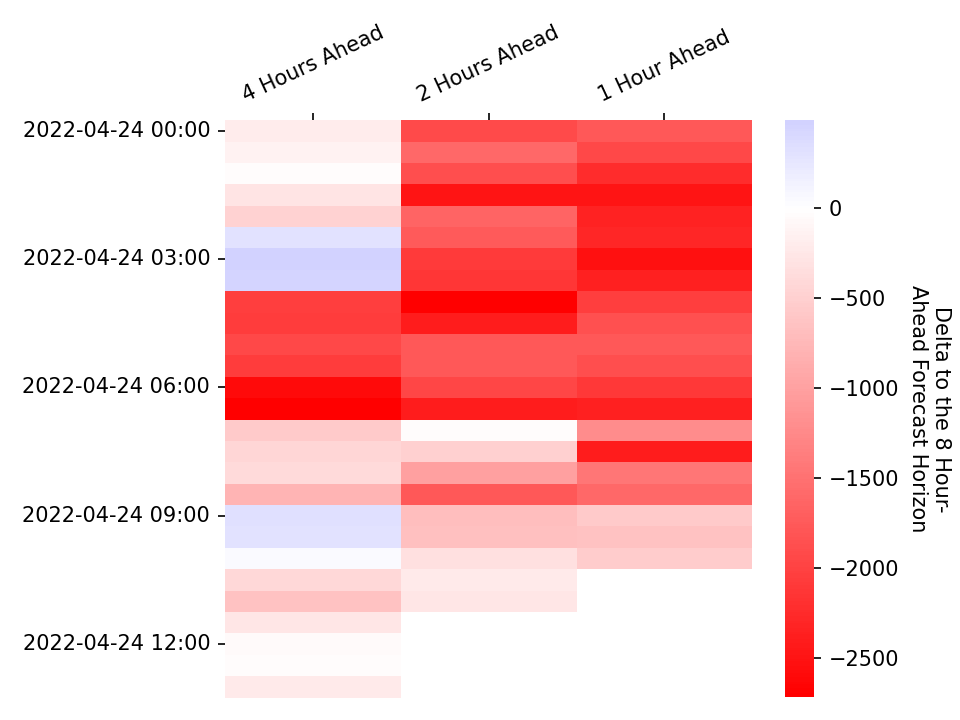 4 Hours Ahead
2 Hours Ahead
1 Hour Ahead
2022-04-24 00:00
2022-04-24 03:00
2022-04-24 06:00
2022-04-24 09:00
2022-04-24 12:00
0
−500
−1000
−1500
−2000
−2500
Delta to the 8 Hour-
Ahead Forecast Horizon